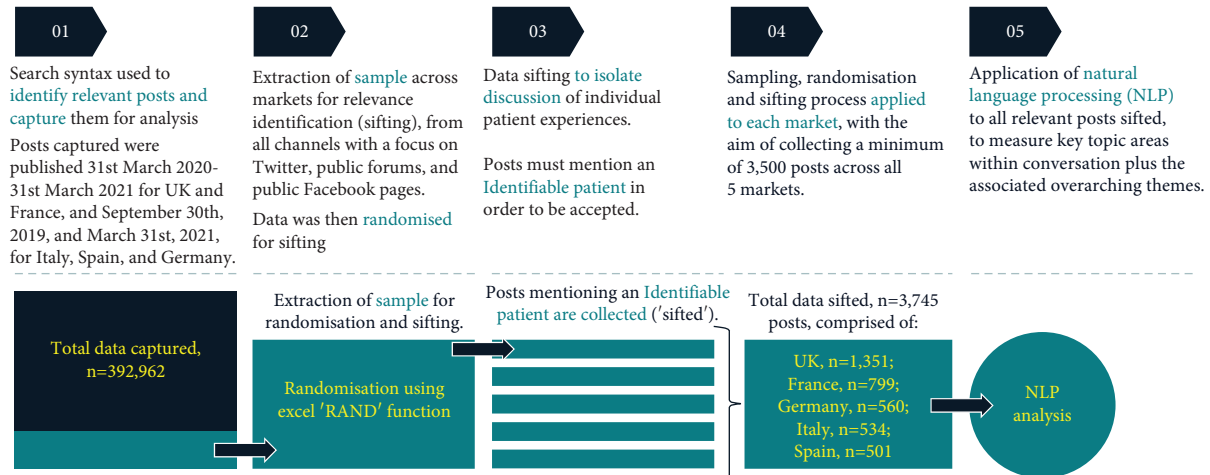 01
Search syntax used to
identify relevant posts and
capture them for analysis
Posts captured were
published 31st March 2020-
31st March 2021 for UK and
France, and September 30th,
2019, and March 31st, 2021,
for Italy, Spain, and Germany.
02
Extraction of sample across
markets for relevance
identification (sifting), from
all channels with a focus on
Twitter, public forums, and
public Facebook pages.
Data was then randomised
for sifting
03
Data sifting to isolate
discussion of individual
patient experiences.
Posts must mention an
Identifiable patient in
order to be accepted.
04
Sampling, randomisation
and sifting process applied
to each market, with the
aim of collecting a minimum
of 3,500 posts across all
5 markets.
05
Application of natural
language processing (NLP)
to all relevant posts sifted,
to measure key topic areas
within conversation plus the
associated overarching themes.
Total data captured,
n=392,962
Extraction of sample for
randomisation and sifting.
Randomisation using
excel 'RAND' function
Posts mentioning an Identifiable
patient are collected ('sifted').
Total data sifted, n=3,745
posts, comprised of:
UK, n=1,351;
France, n=799;
Germany, n=560;
Italy, n=534;
Spain, n=501
NLP
analysis